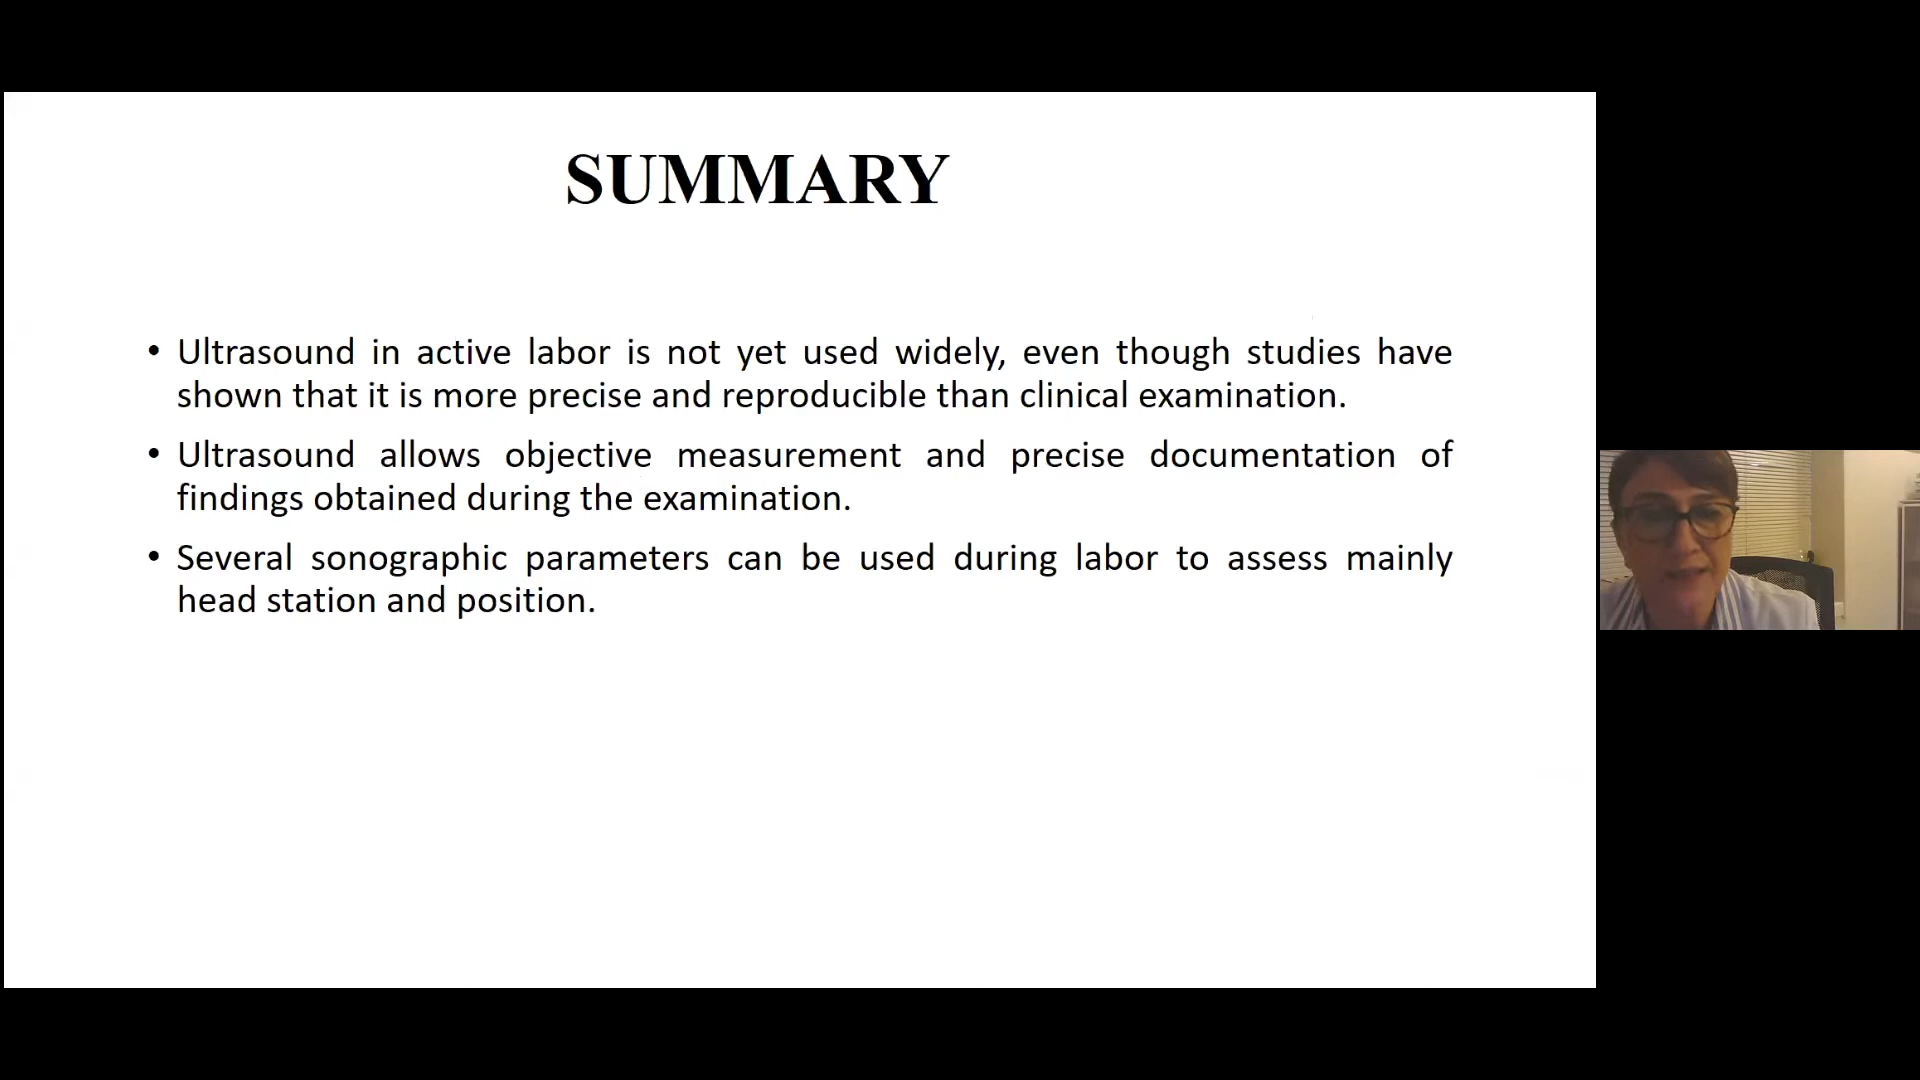 SUMMARY
• Ultrasound in active labor is not yet used widely, even though studies have
shown that it is more precise and reproducible than clinical examination.
• Ultrasound allows objective measurement and precise documentation of
findings obtained during the examination.
• Several sonographic parameters can be used during labor to assess mainly
head station and position.